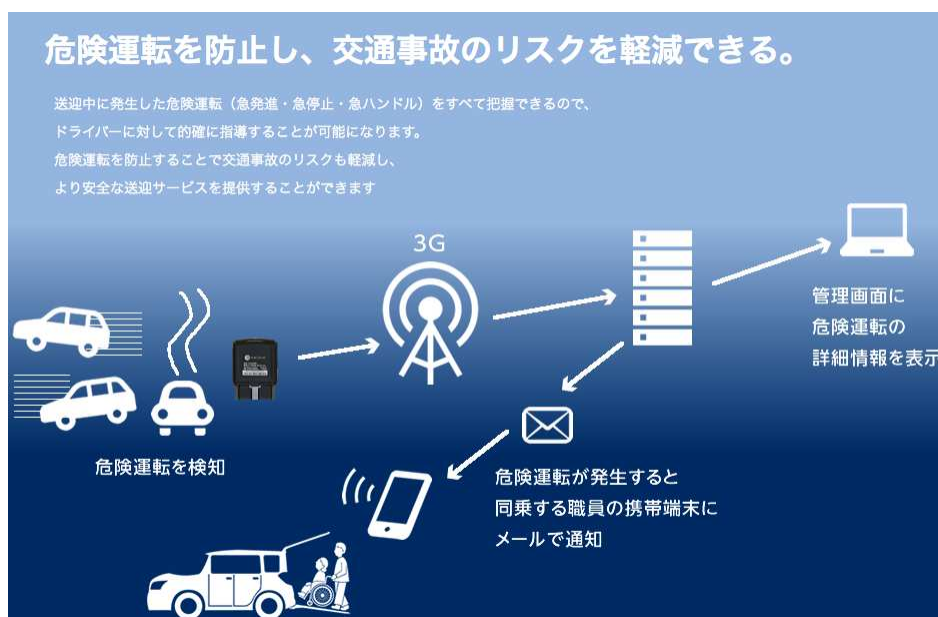 危険運転を防止し、交通事故のリスクを軽減できる。
送迎中に発生した危険運転（急発進・急停止・急ハンドル）をすべて把握できるので、
ドライバーに対して的確に指導することが可能になります。
危険運転を防止することで交通事故のリスクも軽減し、
より安全な送迎サービスを提供することができます
3G
管理画面に
危険運転の
詳細情報を表示
危険運転を検知
危険運転が発生すると
同乗する職員の携帯端末に
メールで通知